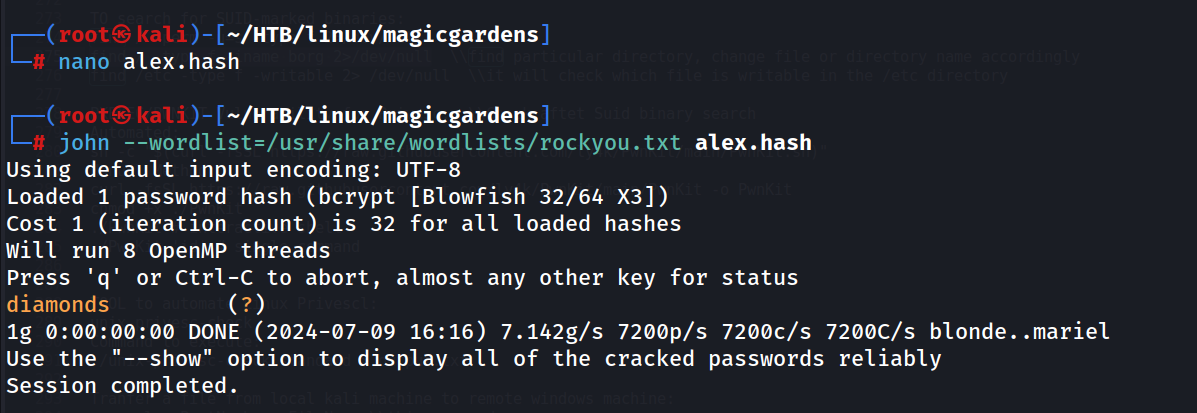 ┌──(root㉿kali)-[~/HTB/linux/magicgardens]
└─# nano alex.hash
┌──(root㉿kali)-[~/HTB/linux/magicgardens]
└─# john --wordlist=/usr/share/wordlists/rockyou.txt alex.hash
Using default input encoding: UTF-8
Loaded 1 password hash (bcrypt [Blowfish 32/64 X3])
Cost 1 (iteration count) is 32 for all loaded hashes
Will run 8 OpenMP threads
Press 'q' or Ctrl-C to abort, almost any other key for status
diamonds         (?)
1g 0:00:00:00 DONE (2024-07-09 16:16) 7.142g/s 7200p/s 7200c/s 7200C/s blonde..mariel
Use the "--show" option to display all of the cracked passwords reliably
Session completed.